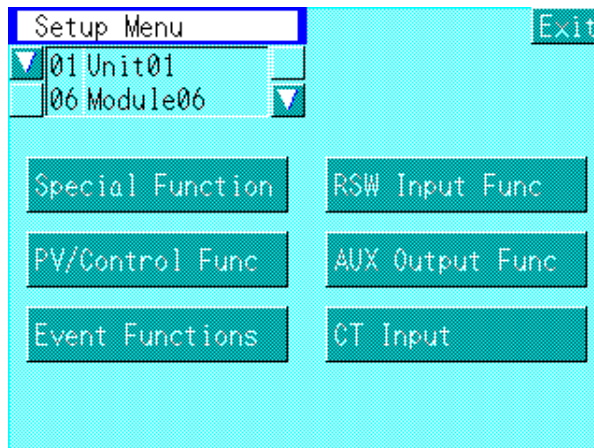 Setup Menu
Exit
01 Unit01
06 Module06
Special Function
RSW Input Func
PV/Control Func
AUX Output Func
Event Functions
CT Input